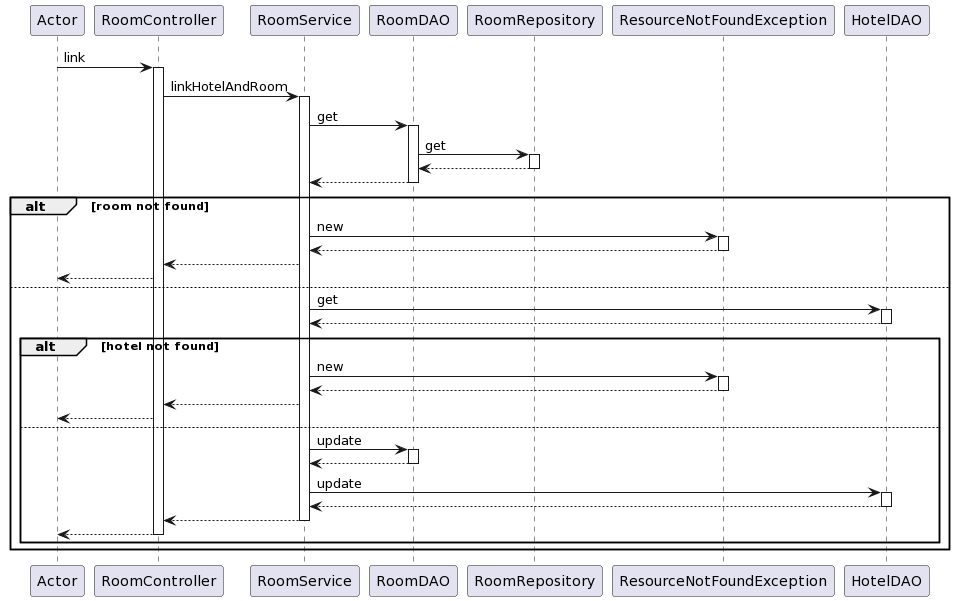 Actor RoomController RoomService RoomDAO RoomRepository ResourceNotFoundException HotelDAO
link
linkHotelAndRoom
get
get
alt [room not found]
new
get
alt [hotel not found]
new
update
update
Actor RoomController RoomService RoomDAO RoomRepository ResourceNotFoundException HotelDAO